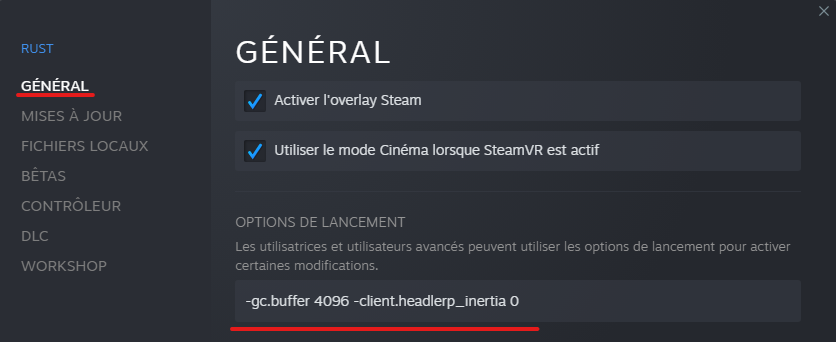 RUST
GÉNÉRAL
MISES À JOUR
FICHIERS LOCAUX
BÊTAS
CONTRÔLEUR
DLC
WORKSHOP
GÉNÉRAL
Activer l'overlay Steam
Utiliser le mode Cinéma lorsque SteamVR est actif
OPTIONS DE LANCEMENT
Les utilisatrices et utilisateurs avancés peuvent utiliser les options de lancement pour activer
certaines modifications.
-gc.buffer 4096 -client.headlerp_inertia 0